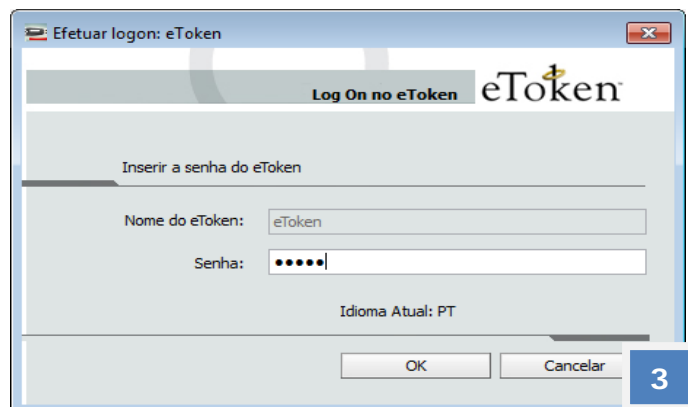 Efetuar logon: eToken
Log On no eToken eToken
Inserir a senha do eToken
Nome do eToken: eToken
Senha: •••••
Idioma Atual: PT
OK Cancelar
3